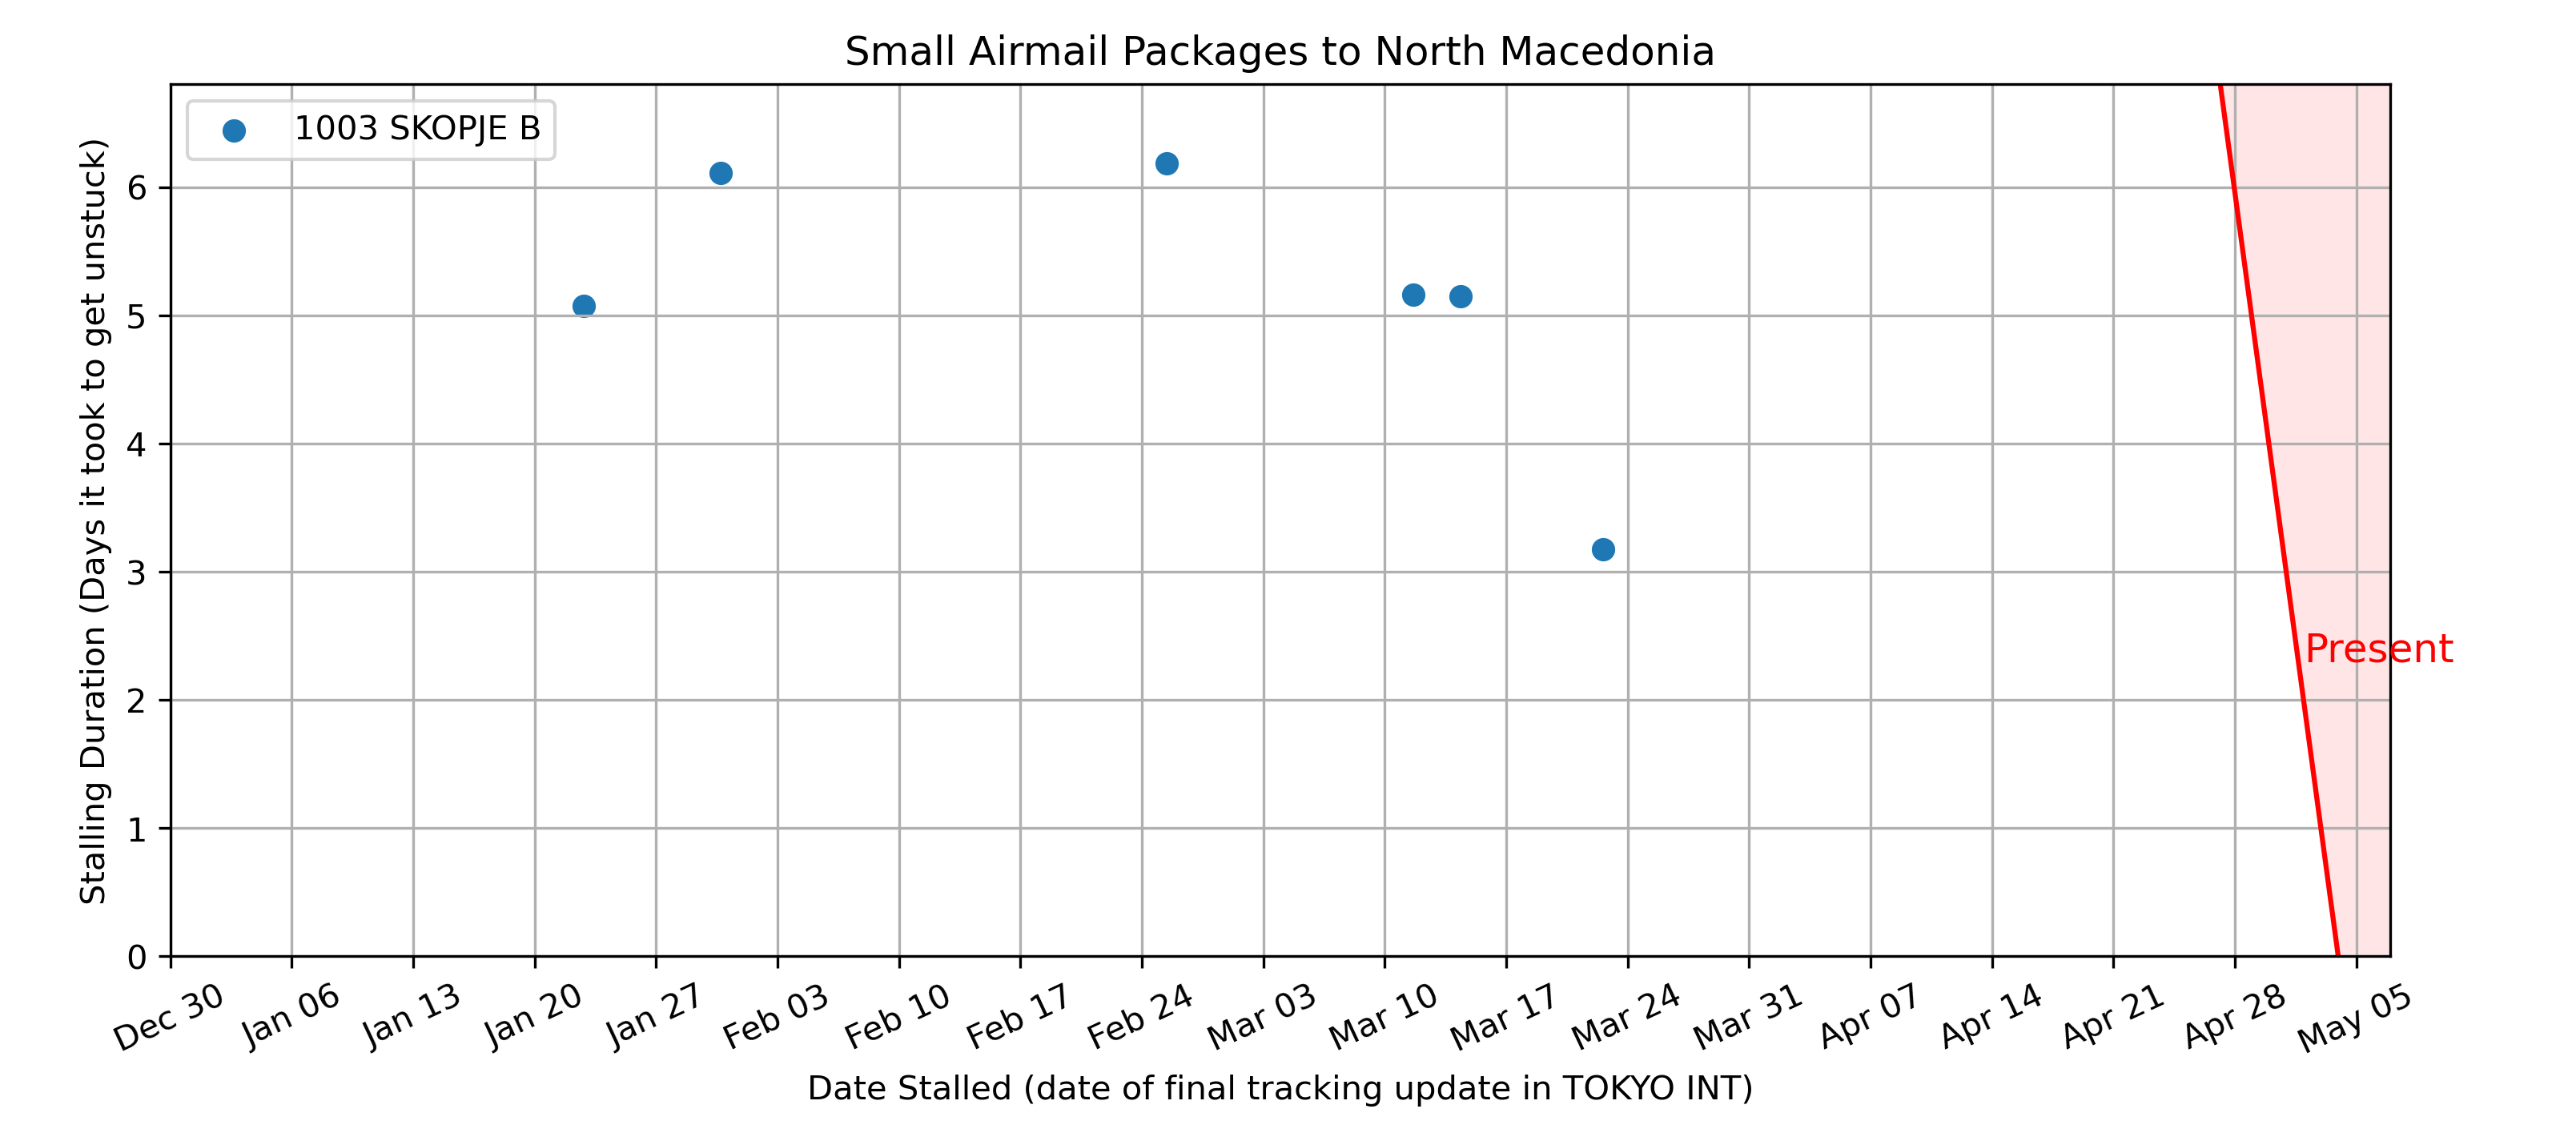 Small Airmail Packages to North Macedonia
1003 SKOPJE B
Stalling Duration (Days it took to get unstuck)
6
5
4
3
2
1
0
Present
Dec 30
Jan 06
Jan 13
Jan 20
Jan 27
Feb 03
Feb 10
Feb 17
Feb 24
Mar 03
Mar 10
Mar 17
Mar 24
Mar 31
Apr 07
Apr 14
Apr 21
Apr 28
May 05
Date Stalled (date of final tracking update in TOKYO INT)